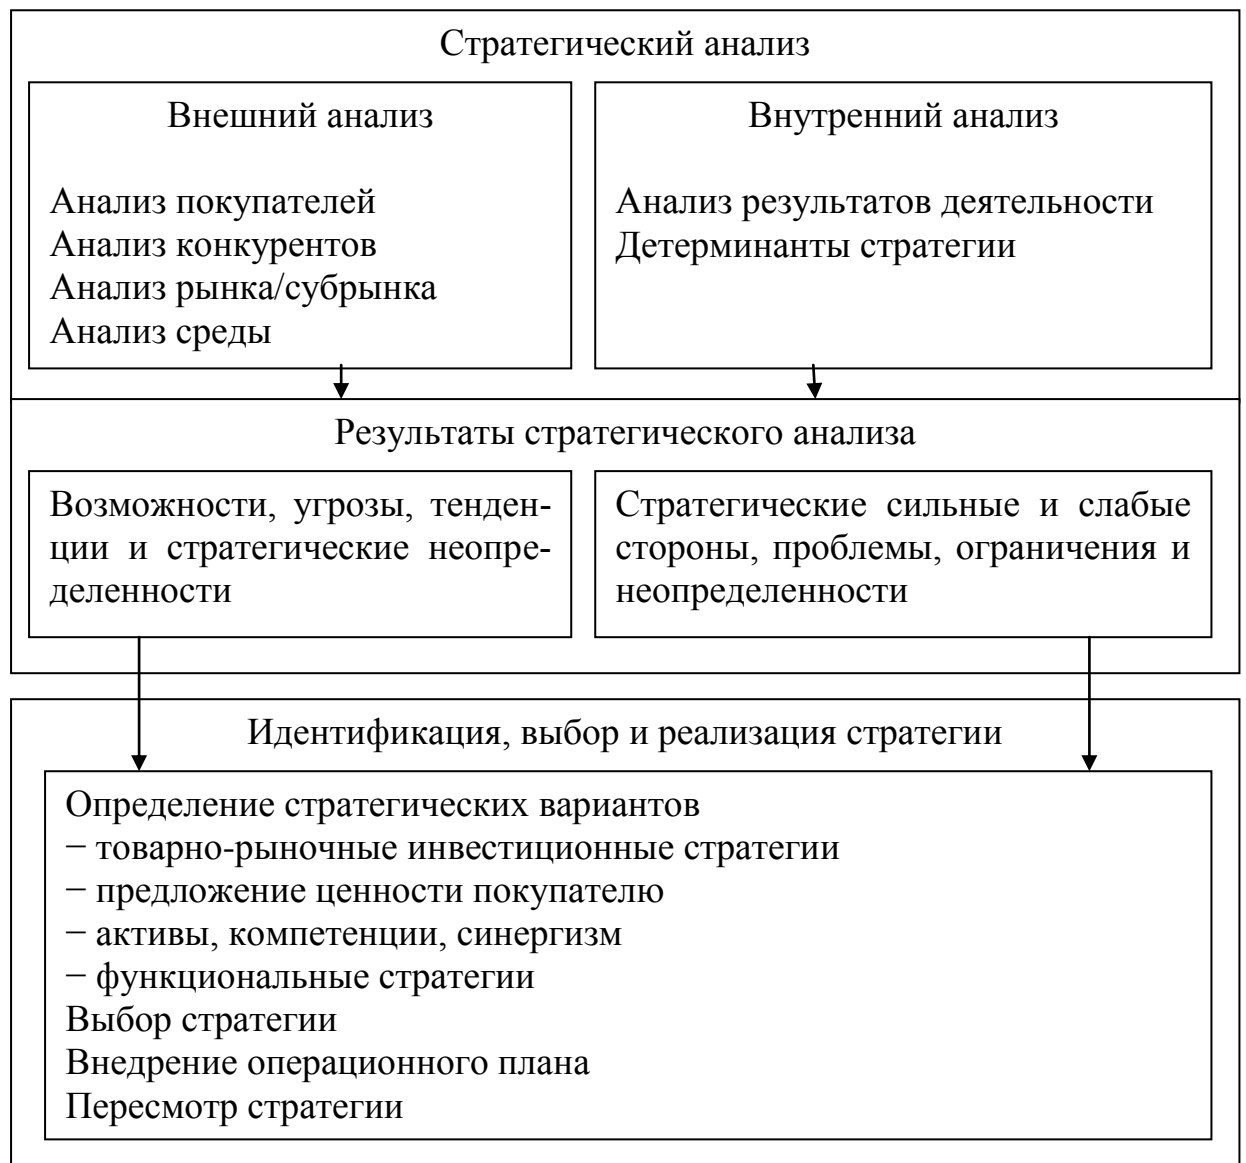 Стратегический анализ
Внешний анализ
Анализ покупателей
Анализ конкурентов
Анализ рынка/субрынка
Анализ среды
Внутренний анализ
Анализ результатов деятельности
Детерминанты стратегии
Результаты стратегического анализа
Возможности, угрозы, тенден-
ции и стратегические неопре-
деленности
Стратегические сильные и слабые
стороны, проблемы, ограничения и
неопределенности
Идентификация, выбор и реализация стратегии
Определение стратегических вариантов
− товарно-рыночные инвестиционные стратегии
− предложение ценности покупателю
− активы, компетенции, синергизм
− функциональные стратегии
Выбор стратегии
Внедрение операционного плана
Пересмотр стратегии